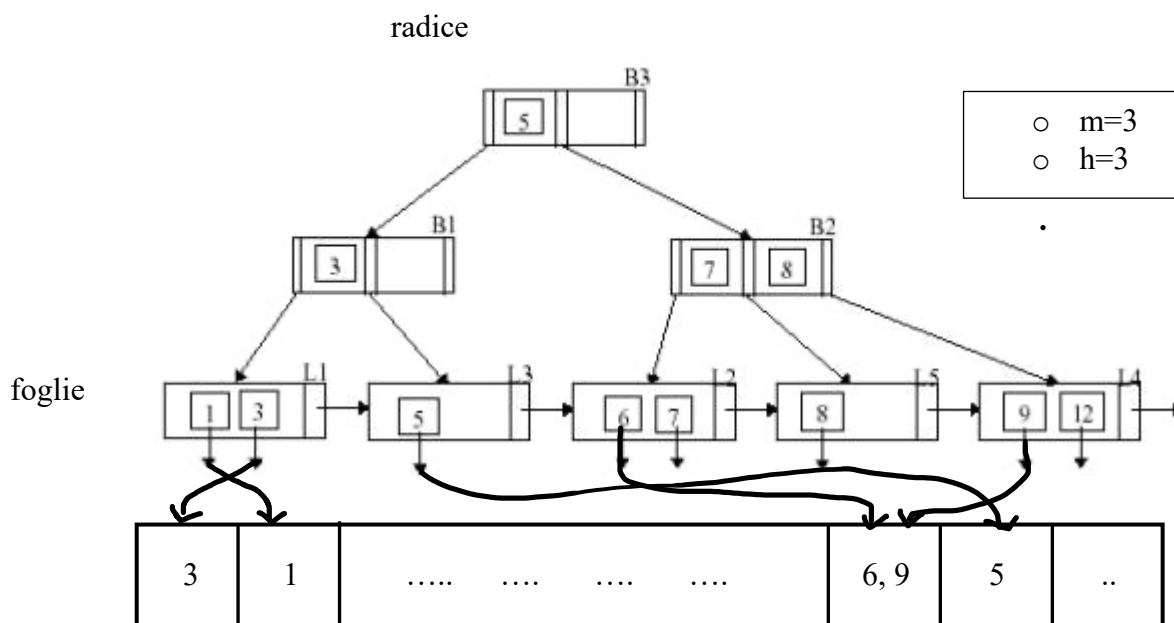 radice
B3
5
○ m=3
○ h=3
.
B1
B2
3
7 8
foglie
L1 L3 L2 L5 L4
1 3 5 6 7 8 9 12
3 1 ….. …. …. …. 6, 9 5 ..